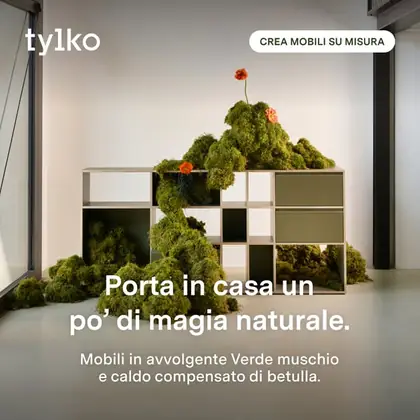 tylko
CREA MOBILI SU MISURA
Porta in casa un
po’ di magia naturale.
Mobili in avvolgente Verde muschio
e caldo compensato di betulla.